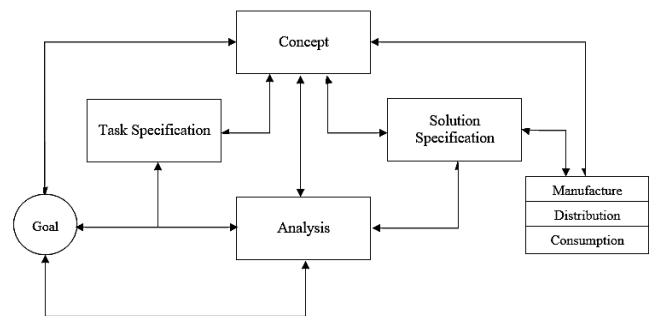 Concept
Task Specification
Solution
Specification
Manufacture
Distribution
Consumption
Goal
Analysis